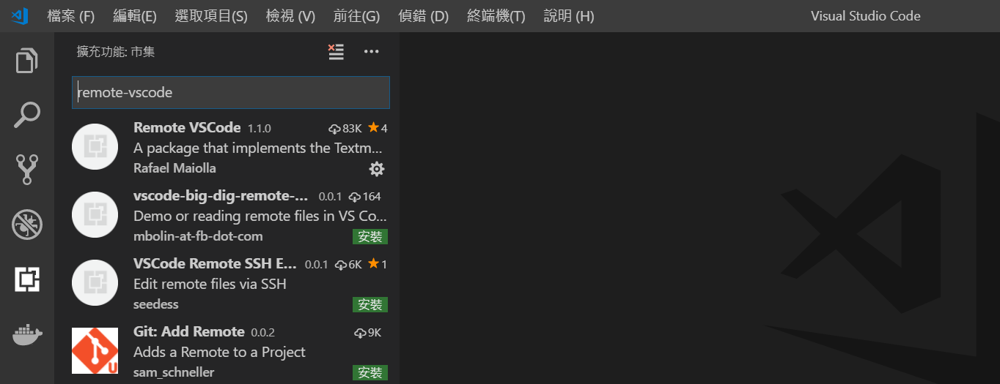 檔案 (F) 編輯(E) 選取項目(S) 檢視 (V) 前往(G) 偵錯 (D) 終端機(T) 說明 (H) Visual Studio Code
擴充功能: 市集
remote-vscode
Remote VSCode 1.1.0 83K 4
A package that implements the Textm...
Rafael Maiolla
vscode-big-dig-remote-... 0.0.1 164
Demo or reading remote files in VS Co...
mbolin-at-fb-dot-com 安裝
VSCode Remote SSH E... 0.0.1 6K 1
Edit remote files via SSH
seedess 安裝
Git: Add Remote 0.0.2 9K
Adds a Remote to a Project
U
sam_schneller 安裝